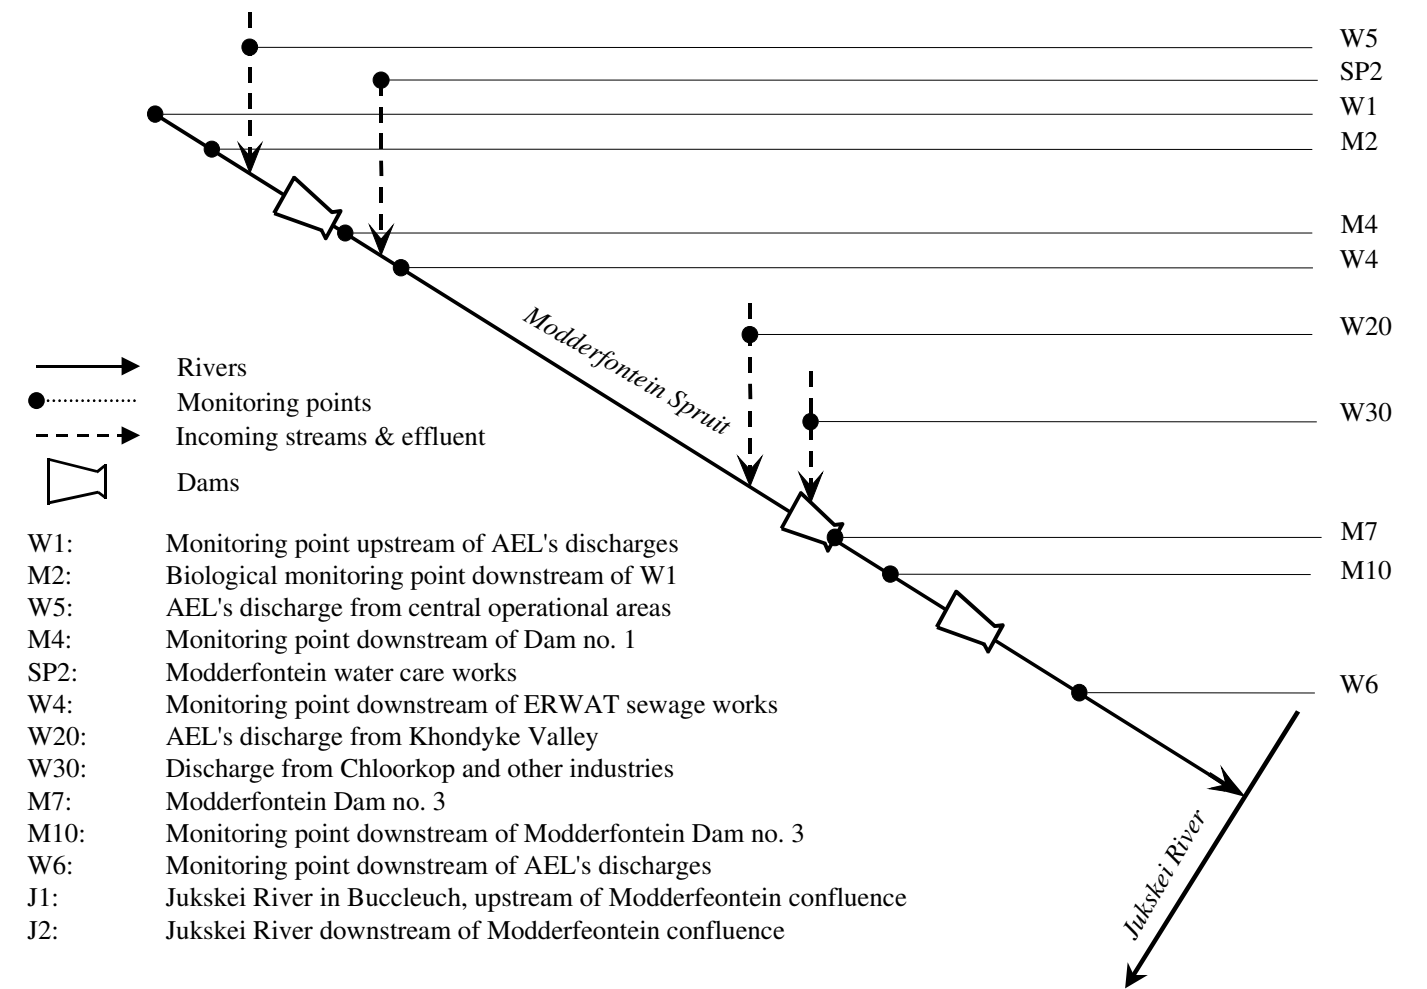 W5
SP2
W1
M2
M4
W4
W20
Modderfontein Spruit
Rivers
Monitoring points
W30
Incoming streams & effluent
Dams
M7
W1: Monitoring point upstream of AEL's discharges
M10
M2: Biological monitoring point downstream of W1
W5: AEL's discharge from central operational areas
M4: Monitoring point downstream of Dam no. 1
SP2: Modderfontein water care works
W6
W4: Monitoring point downstream of ERWAT sewage works
W20: AEL's discharge from Khondyke Valley
W30: Discharge from Chloorkop and other industries
M7: Modderfontein Dam no. 3
M10: Monitoring point downstream of Modderfontein Dam no. 3
W6: Monitoring point downstream of AEL's discharges
Jukskei River
J1: Jukskei River in Buccleuch, upstream of Modderfeontein confluence
J2: Jukskei River downstream of Modderfeontein confluence